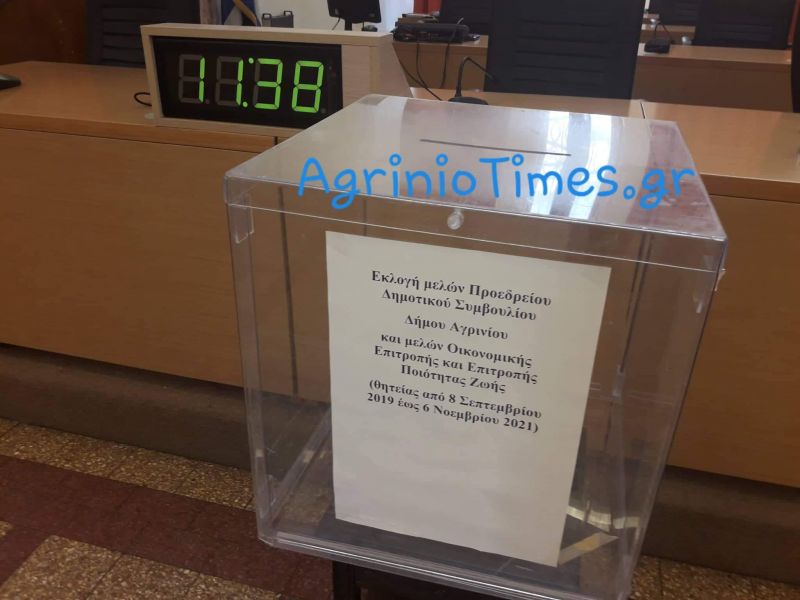 11:38
AgrinioTimes.gr
Εκλογή μελών Προεδρείου
Δημοτικού Συμβουλίου
Δήμου Αγρινίου
και μελών Οικονομικής
Επιτροπής και Επιτροπής
Ποιότητας Ζωής
(θητείας από 8 Σεπτεμβρίου
2019 έως 6 Νοεμβρίου 2021)